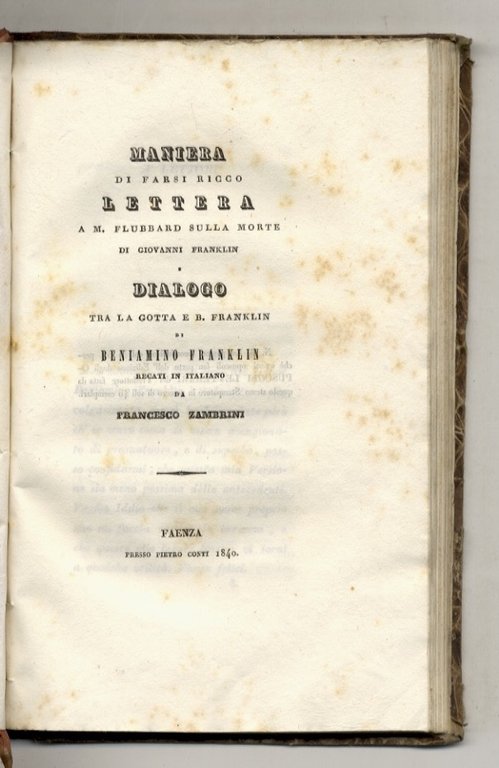 MANIERA
DI FARSI RICCO
LETTERA
A M. FLUBBARD SULLA MORTE
DI GIOVANNI FRANKLIN
E
DIALOGO
TRA LA GOTTA E B. FRANKLIN
DI
BENIAMINO FRANKLIN
RECATI IN ITALIANO
DA
FRANCESCO ZAMBRINI
FAENZA
PRESSO PIETRO CONTI 1840.